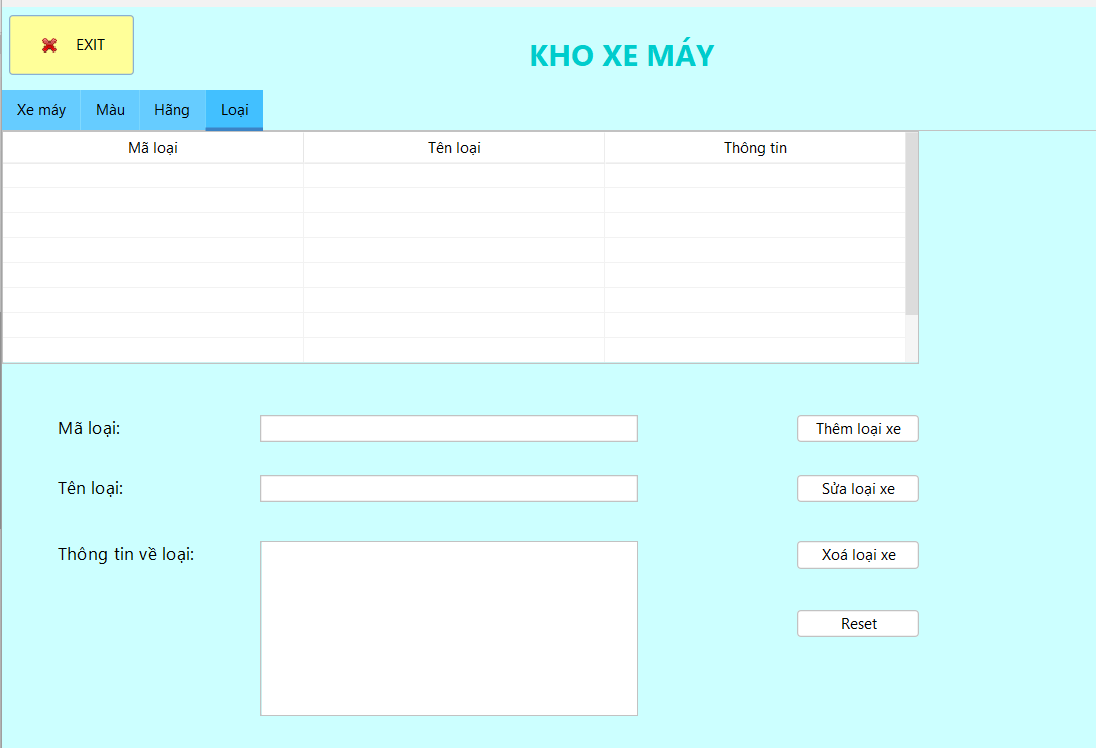 EXIT
KHO XE MÁY
Xe máy Màu Hãng Loại
Mã loại Tên loại Thông tin
Mã loại:
Thêm loại xe
Tên loại:
Sửa loại xe
Thông tin về loại:
Xoá loại xe
Reset